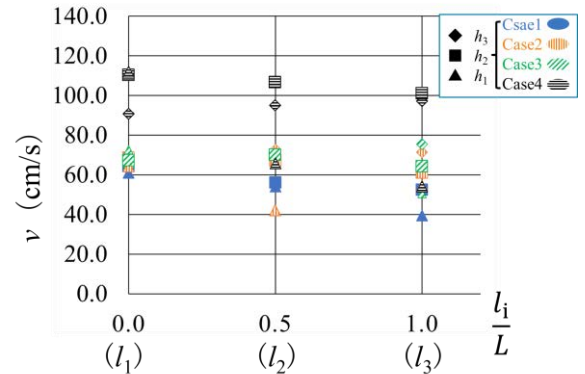 140.0
120.0
100.0
80.0
60.0
40.0
20.0
0.0
v (cm/s)
0.0 0.5 1.0
(l₁) (l₂) (l₃)
lᵢ
L
h₃
h₂
h₁
Csae1
Case2
Case3
Case4